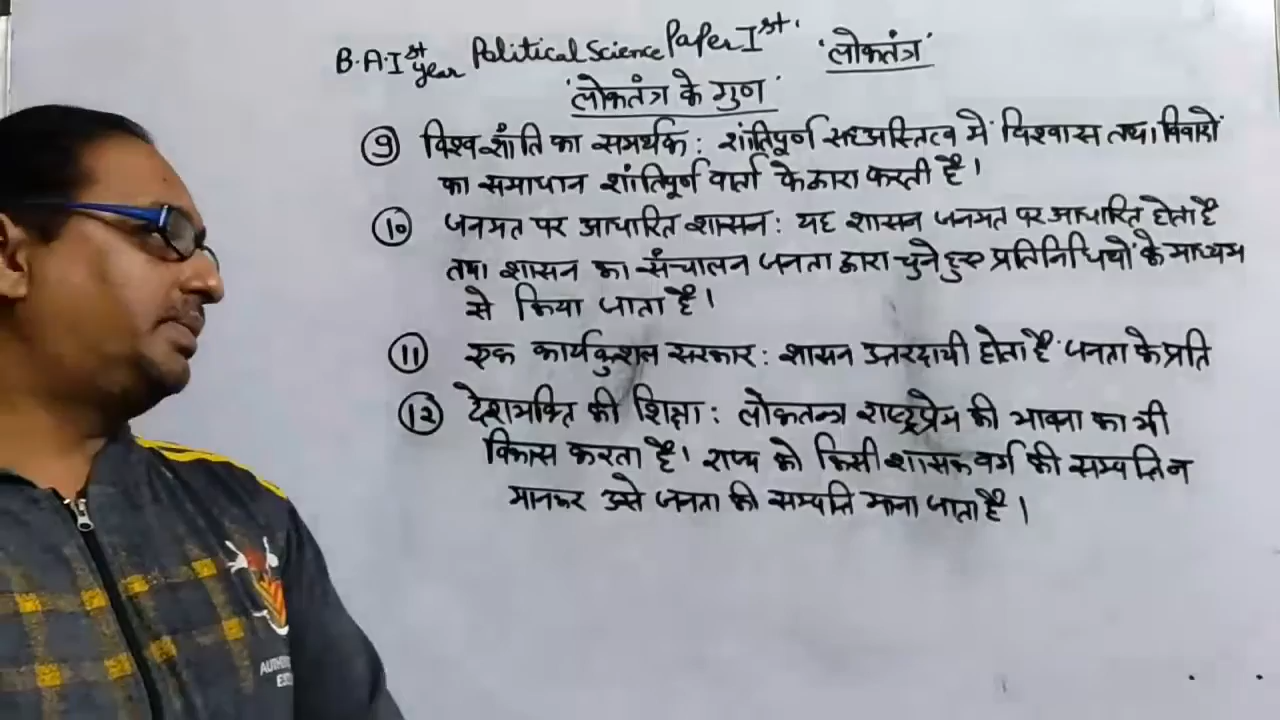 B.A. Ist year Political Science Paper Ist. 'लोकतंत्र'
'लोकतंत्र के गुण'
9 विश्व शांति का समर्थक : शांतिपूर्ण सहअस्तित्व में विश्वास तथा विवादों
का समाधान शांतिपूर्ण वार्ता के द्वारा करती है।
10 जनमत पर आधारित शासन : यह शासन जनमत पर आधारित होता है
तथा शासन का संचालन जनता द्वारा चुने हुए प्रतिनिधियों के माध्यम
से किया जाता है।
11 एक कार्यकुशल सरकार : शासन उत्तरदायी होता है जनता के प्रति
12 देशभक्ति की शिक्षा : लोकतन्त्र राष्ट्रप्रेम की भावना का भी
विकास करता है। राज्य को किसी शासक वर्ग की सम्पत्ति न
मानकर उसे जनता की सम्पत्ति माना जाता है।